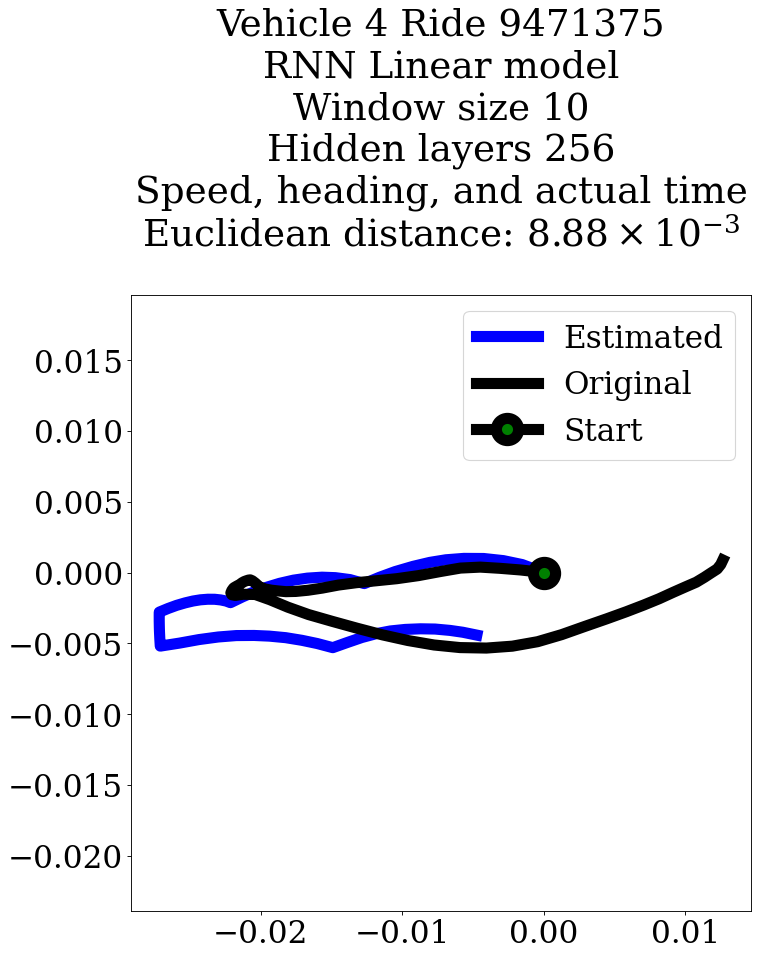 Vehicle 4 Ride 9471375
RNN Linear model
Window size 10
Hidden layers 256
Speed, heading, and actual time
Euclidean distance: 8.88 × 10⁻³
Estimated
Original
Start
0.015
0.010
0.005
0.000
−0.005
−0.010
−0.015
−0.020
−0.02 −0.01 0.00 0.01